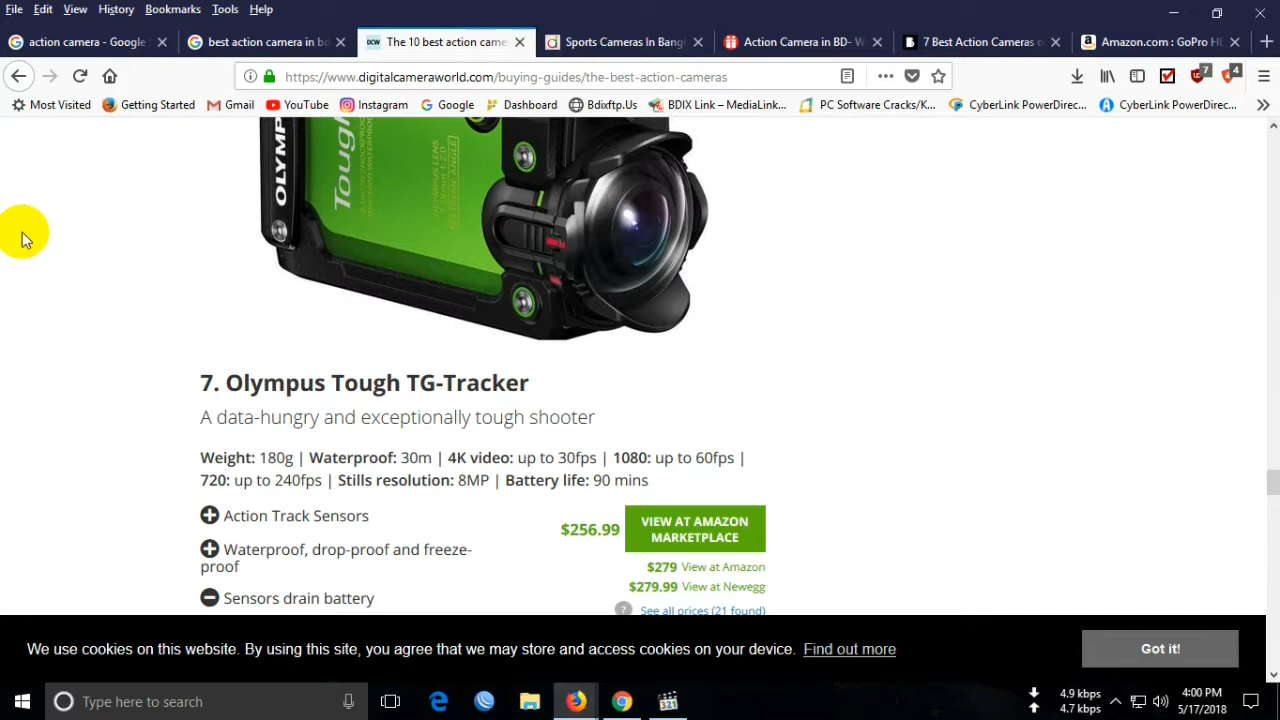 File Edit View History Bookmarks Tools Help
action camera - Google
best action camera in bd
The 10 best action came
Sports Cameras In Bangl
Action Camera in BD- W
7 Best Action Cameras o
Amazon.com : GoPro HE
https://www.digitalcameraworld.com/buying-guides/the-best-action-cameras
7
4
Most Visited Getting Started Gmail YouTube Instagram Google Dashboard Bdixftp.Us BDIX Link – MediaLink... PC Software Cracks/K... CyberLink PowerDirec... CyberLink PowerDirec...
OLYMP
Tough
7. Olympus Tough TG-Tracker
A data-hungry and exceptionally tough shooter
Weight: 180g | Waterproof: 30m | 4K video: up to 30fps | 1080: up to 60fps |
720: up to 240fps | Stills resolution: 8MP | Battery life: 90 mins
Action Track Sensors
Waterproof, drop-proof and freeze-
proof
Sensors drain battery
$256.99
VIEW AT AMAZON
MARKETPLACE
$279 View at Amazon
$279.99 View at Newegg
? See all prices (21 found)
We use cookies on this website. By using this site, you agree that we may store and access cookies on your device. Find out more
Got it!
Type here to search
321
4.9 kbps
4.7 kbps
4:00 PM
5/17/2018